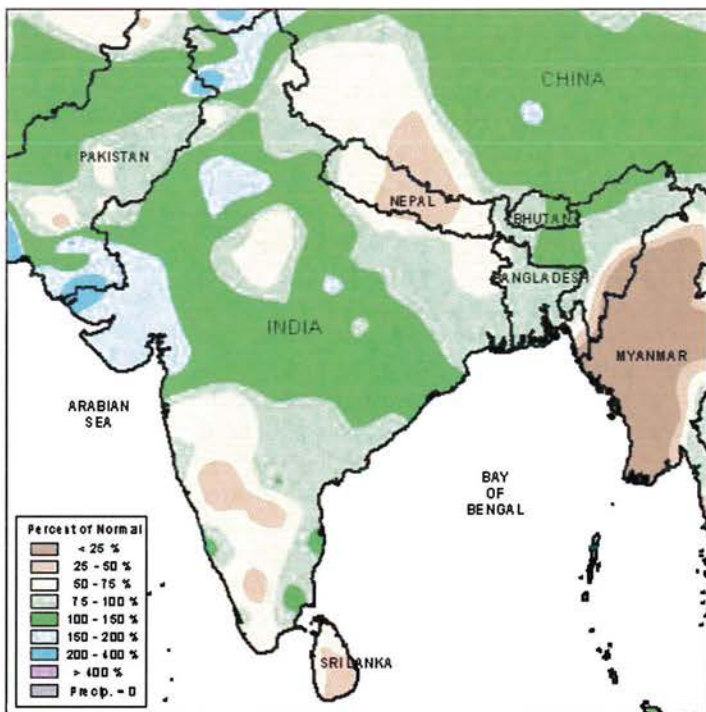 CHINA
PAKISTAN
NEPAL
BHUTAN
BANGLADESH
INDIA
MYANMAR
ARABIAN
SEA
BAY
OF
BENGAL
SRI LANKA
Percent of Normal
< 25 %
25 - 50 %
50 - 75 %
75 - 100 %
100 - 150 %
150 - 200 %
200 - 400 %
> 400 %
Precip. = 0